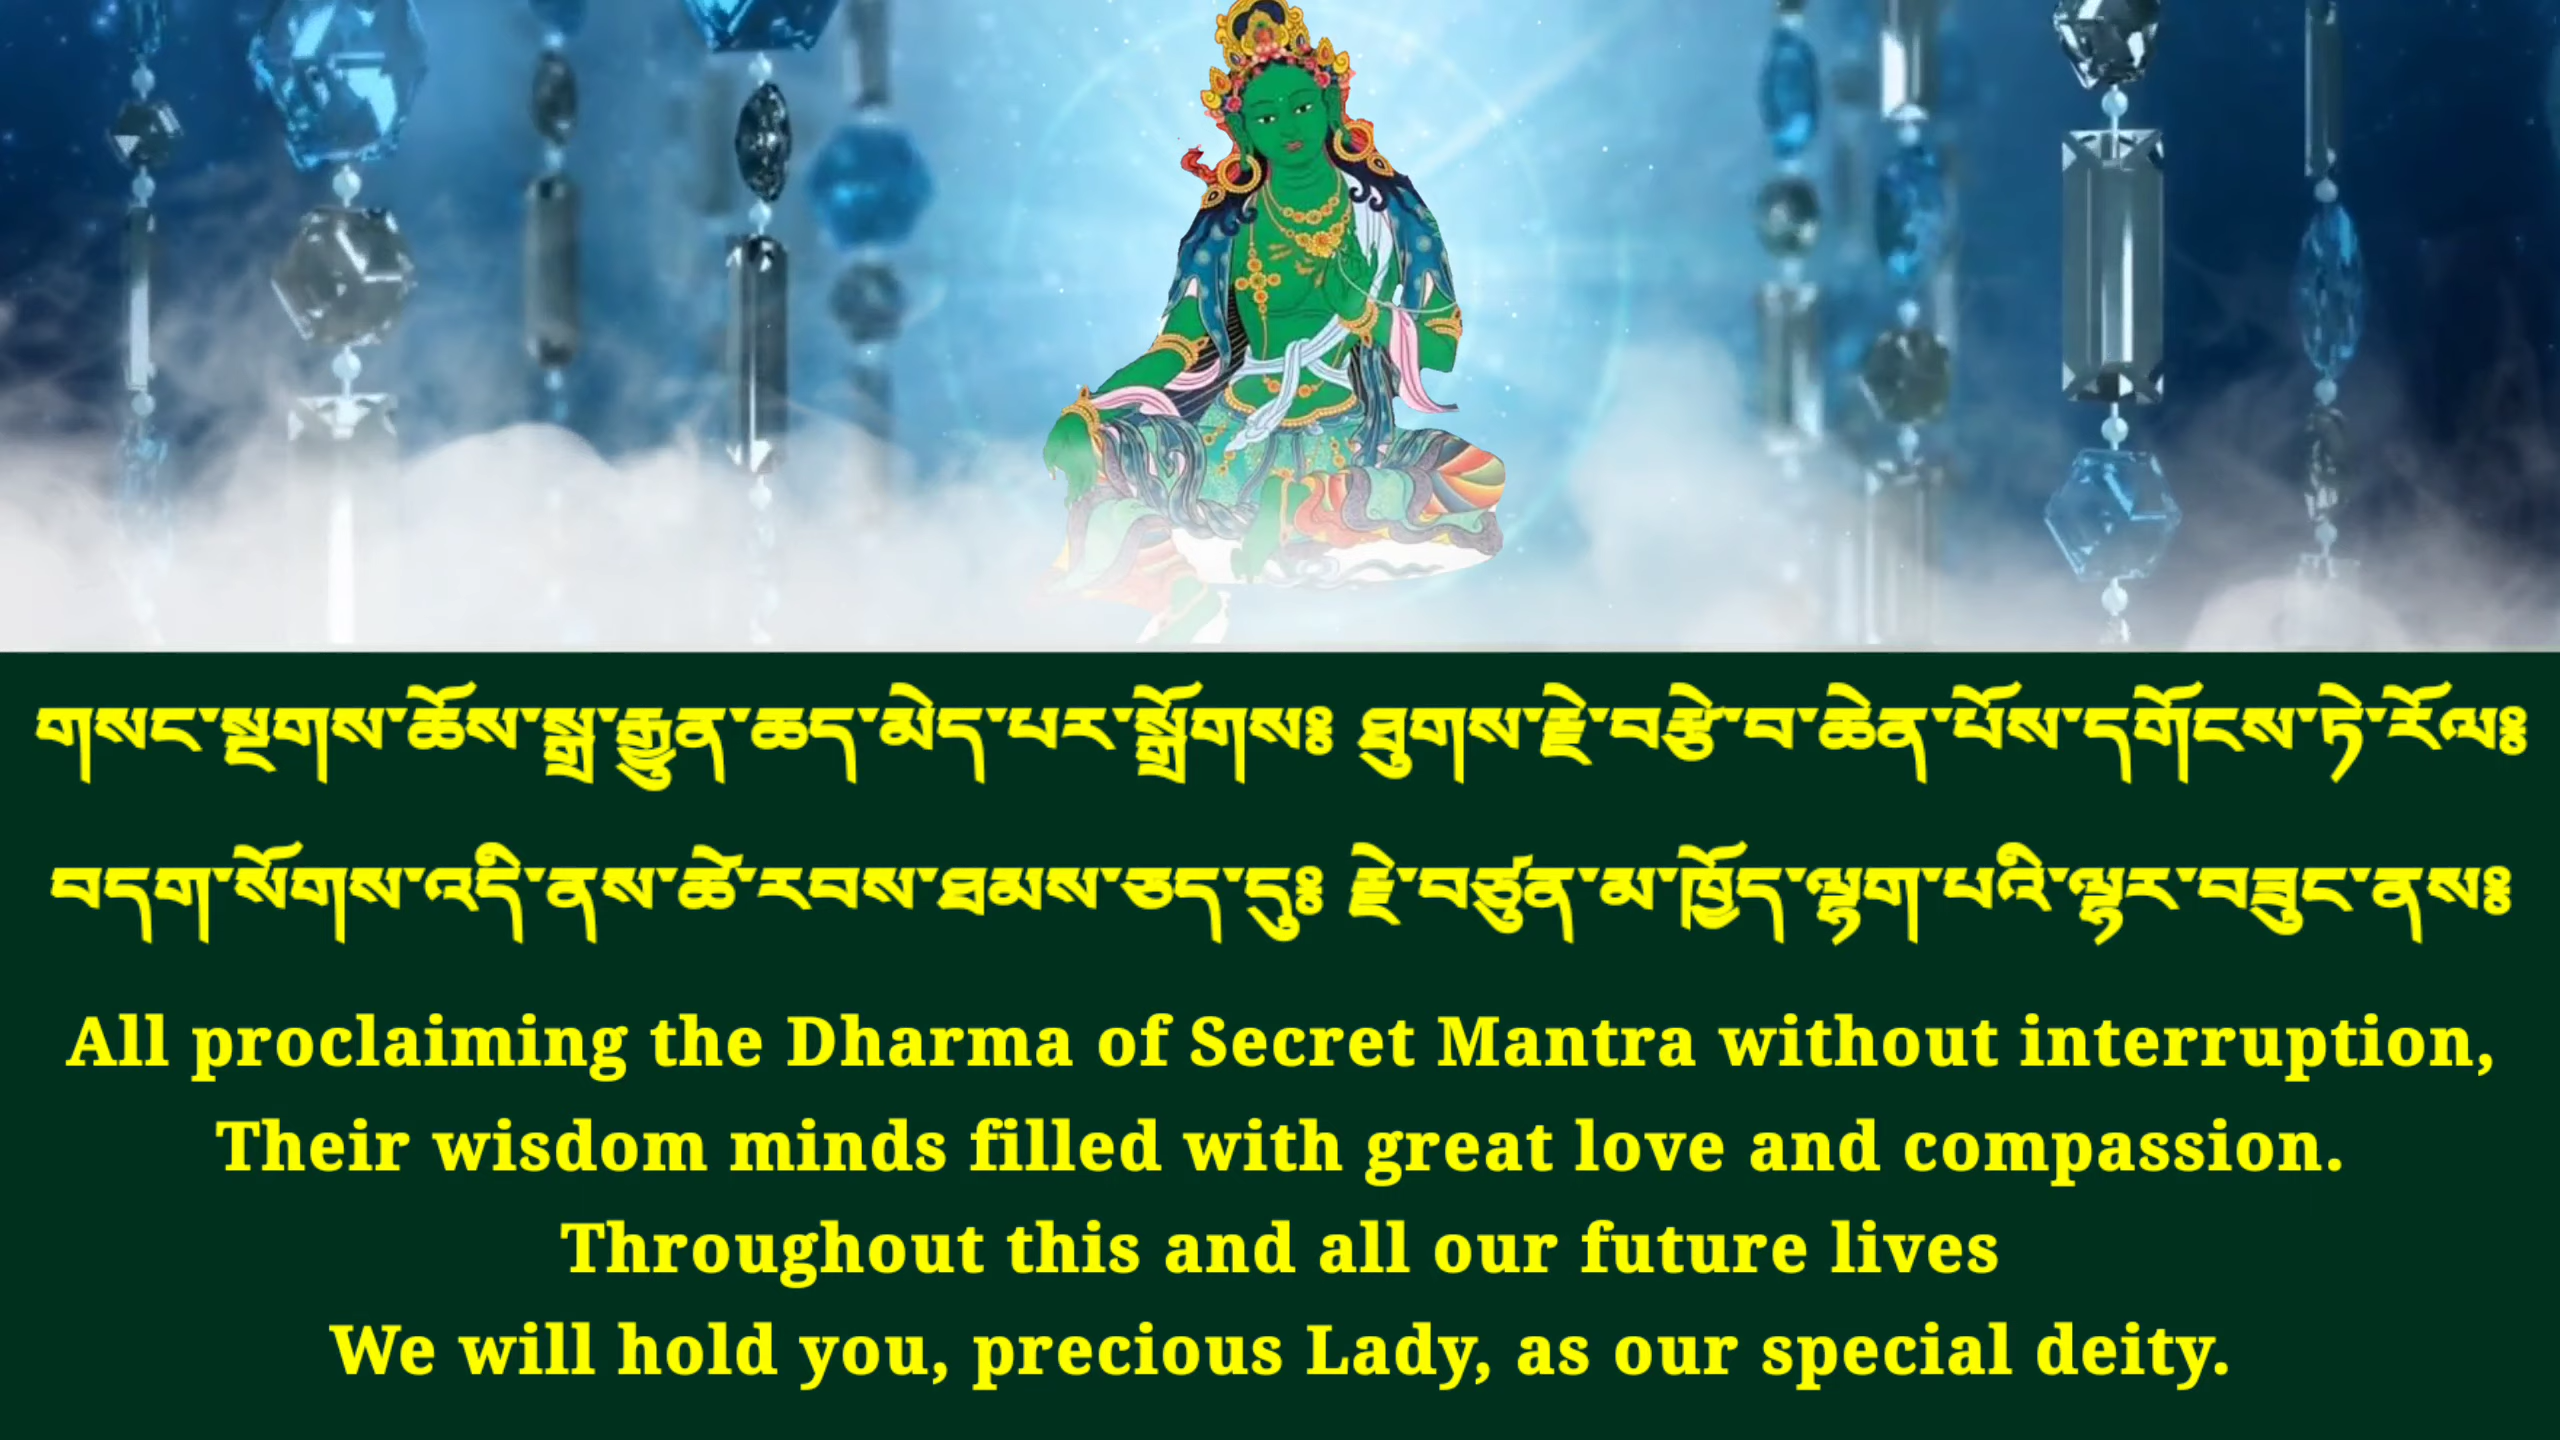 གསང་སྔགས་ཆོས་སྒྲ་རྒྱུན་ཆད་མེད་པར་སྒྲོགས༔ ཐུགས་རྗེ་བརྩེ་བ་ཆེན་པོས་དགོངས་ཏེ་རོལ༔
བདག་སོགས་འདི་ནས་ཚེ་རབས་ཐམས་ཅད་དུ༔ རྗེ་བཙུན་མ་ཁྱོད་ལྷག་པའི་ལྷར་བཟུང་ནས༔
All proclaiming the Dharma of Secret Mantra without interruption,
Their wisdom minds filled with great love and compassion.
Throughout this and all our future lives
We will hold you, precious Lady, as our special deity.